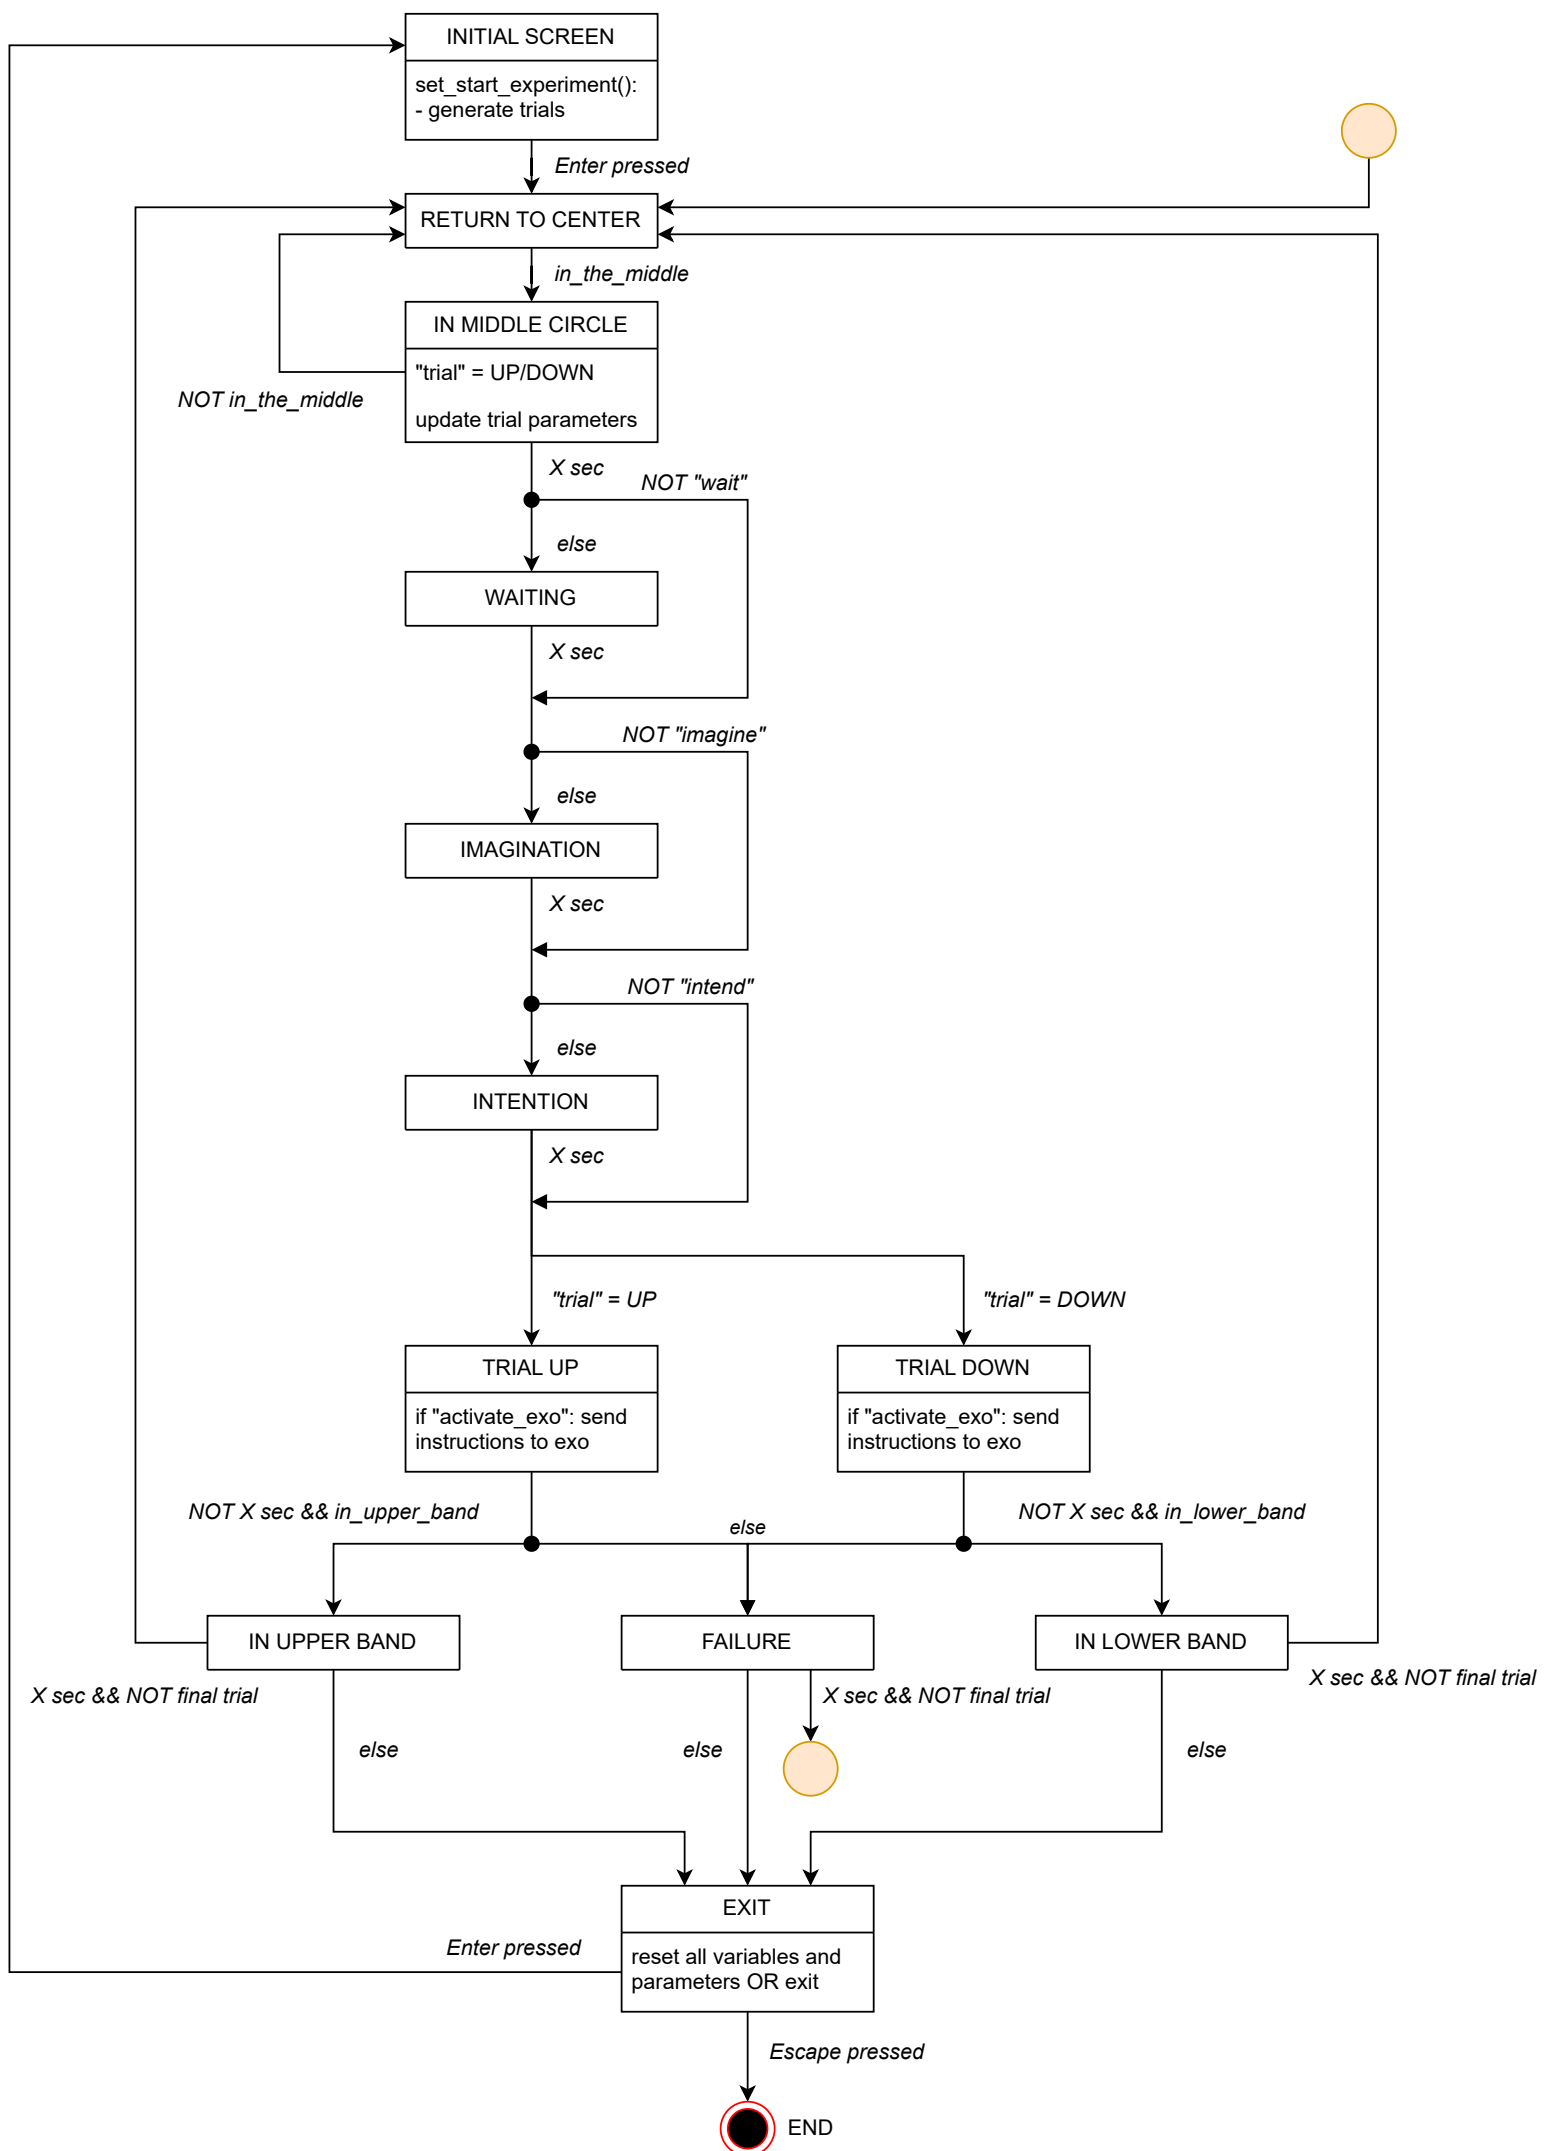 INITIAL SCREEN
set_start_experiment():
- generate trials
Enter pressed
RETURN TO CENTER
in_the_middle
IN MIDDLE CIRCLE
"trial" = UP/DOWN
NOT in_the_middle
update trial parameters
X sec
NOT "wait"
else
WAITING
X sec
NOT "imagine"
else
IMAGINATION
X sec
NOT "intend"
else
INTENTION
X sec
"trial" = UP
"trial" = DOWN
TRIAL UP
if "activate_exo": send
instructions to exo
TRIAL DOWN
if "activate_exo": send
instructions to exo
NOT X sec && in_upper_band
else
NOT X sec && in_lower_band
IN UPPER BAND
FAILURE
IN LOWER BAND
X sec && NOT final trial
X sec && NOT final trial
X sec && NOT final trial
else
else
else
EXIT
Enter pressed
reset all variables and
parameters OR exit
Escape pressed
END